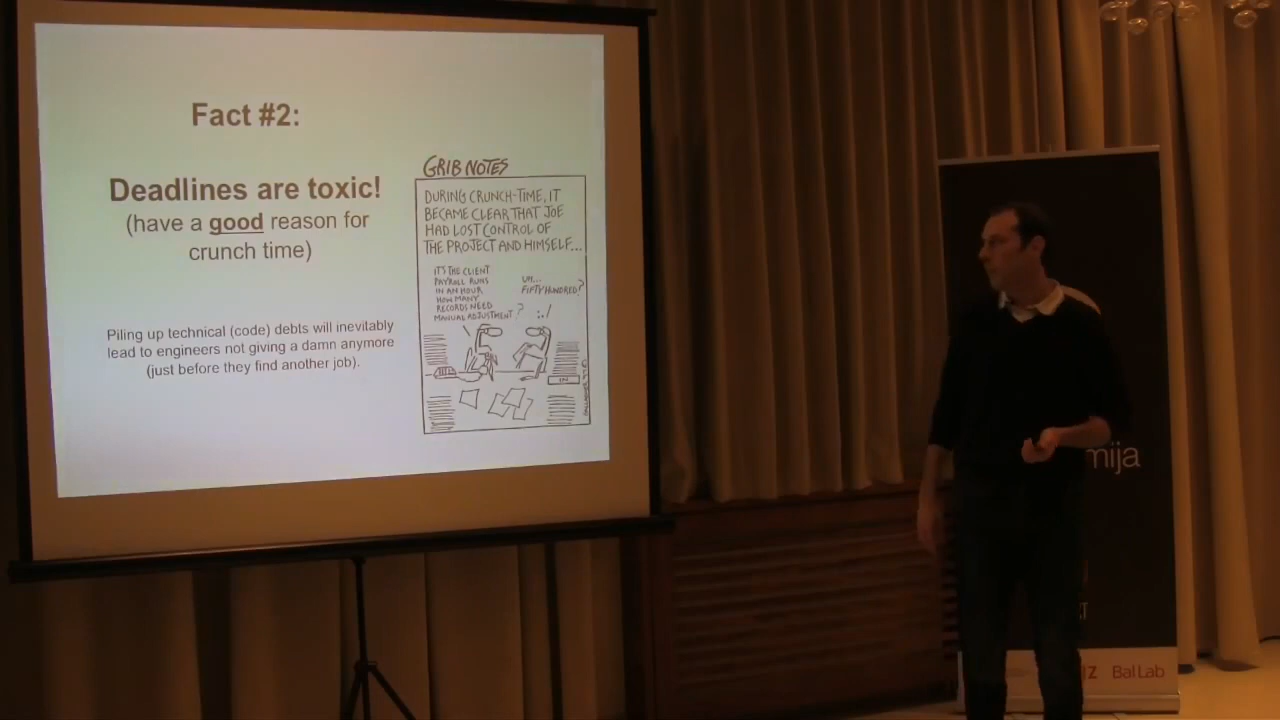 Fact #2:
Deadlines are toxic!
(have a good reason for
crunch time)
Piling up technical (code) debts will inevitably
lead to engineers not giving a damn anymore
(just before they find another job).
GRIB NOTES
DURING CRUNCH-TIME, IT
BECAME CLEAR THAT JOE
HAD LOST CONTROL OF
THE PROJECT AND HIMSELF...
IT'S THE CLIENT
PAYROLL RUNS
IN AN HOUR
HOW MANY
RECORDS NEED
MANUAL ADJUSTMENT?
UM...
FIFTY HUNDRED?
IN
mija
Bal Lab